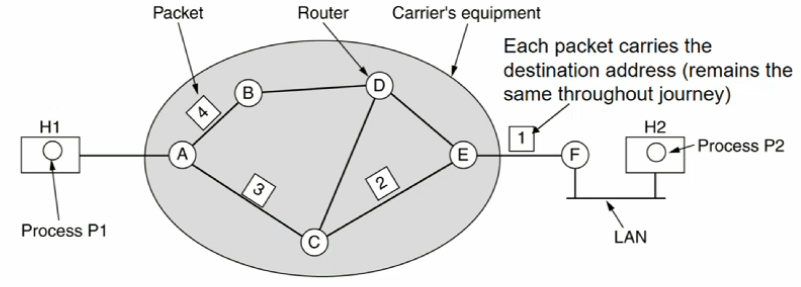 Packet
Router
Carrier's equipment
Each packet carries the
destination address (remains the
same throughout journey)
B
D
4
H1
1
H2
A
E
F
Process P2
3
2
Process P1
C
LAN